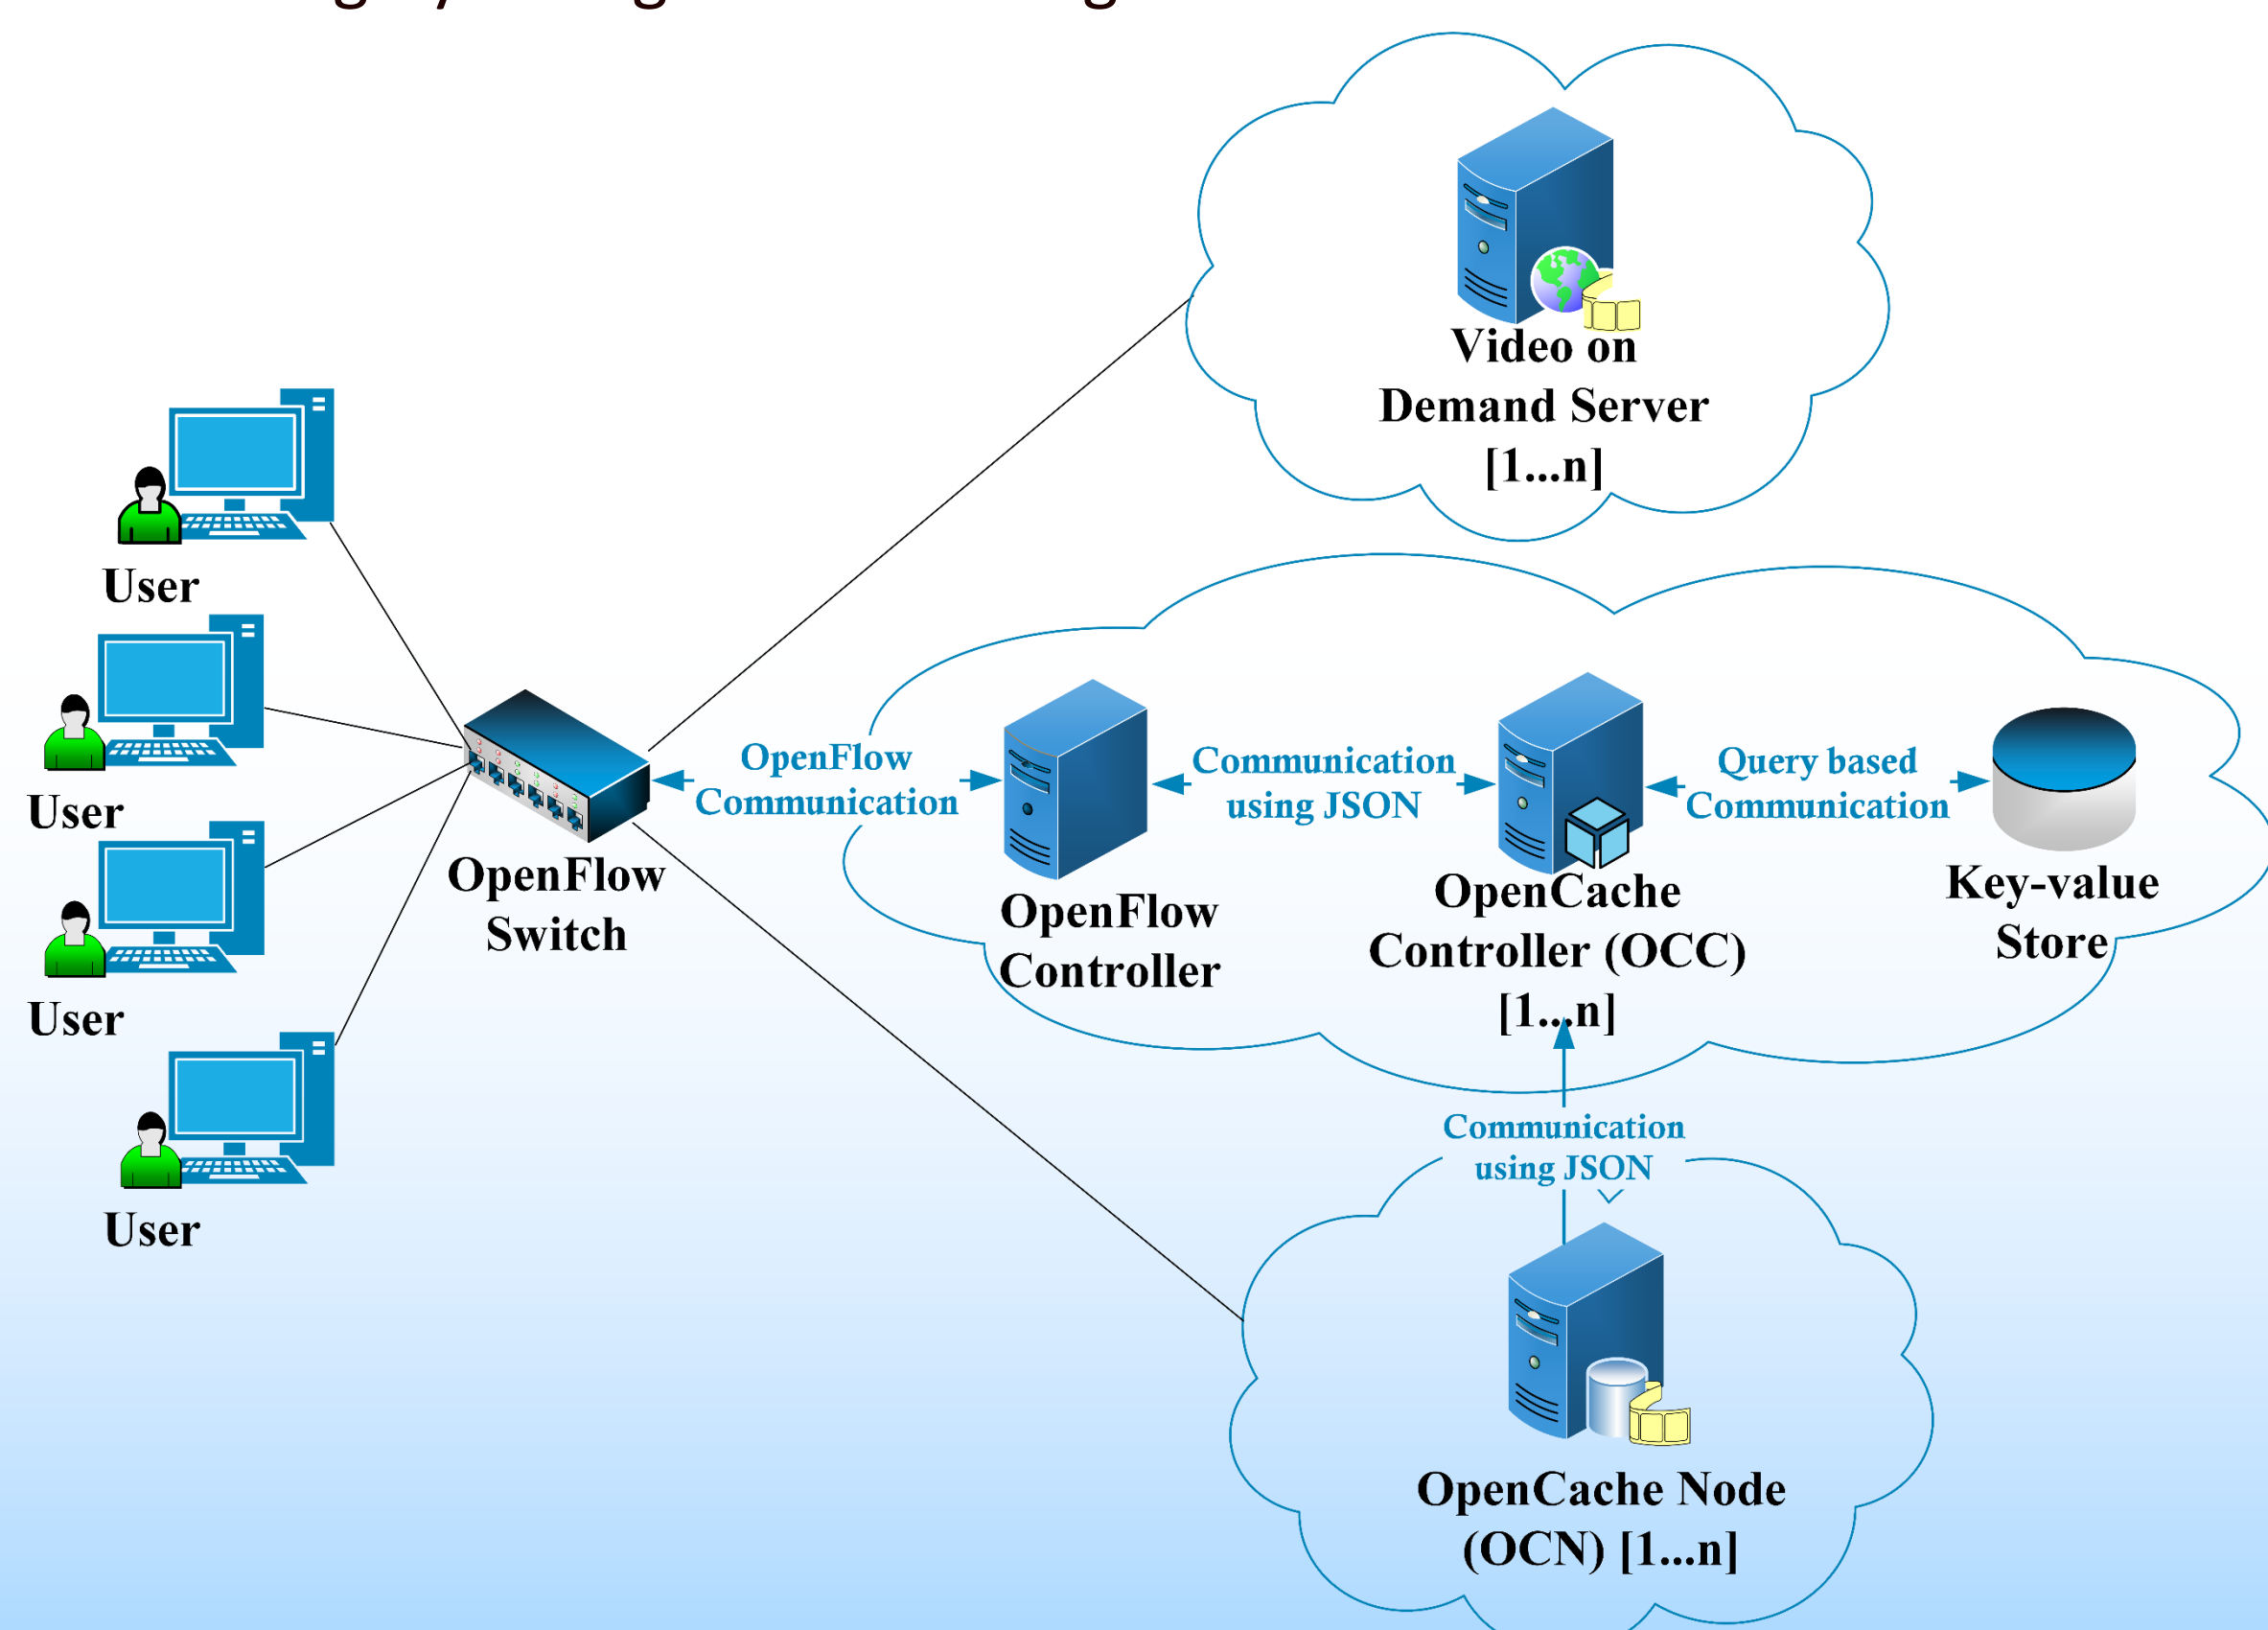 Video on
Demand Server
[1...n]
User
User
User
User
OpenFlow
Switch
OpenFlow
Communication
OpenFlow
Controller
Communication
using JSON
OpenCache
Controller (OCC)
[1...n]
Query based
Communication
Key-value
Store
Communication
using JSON
OpenCache Node
(OCN) [1...n]